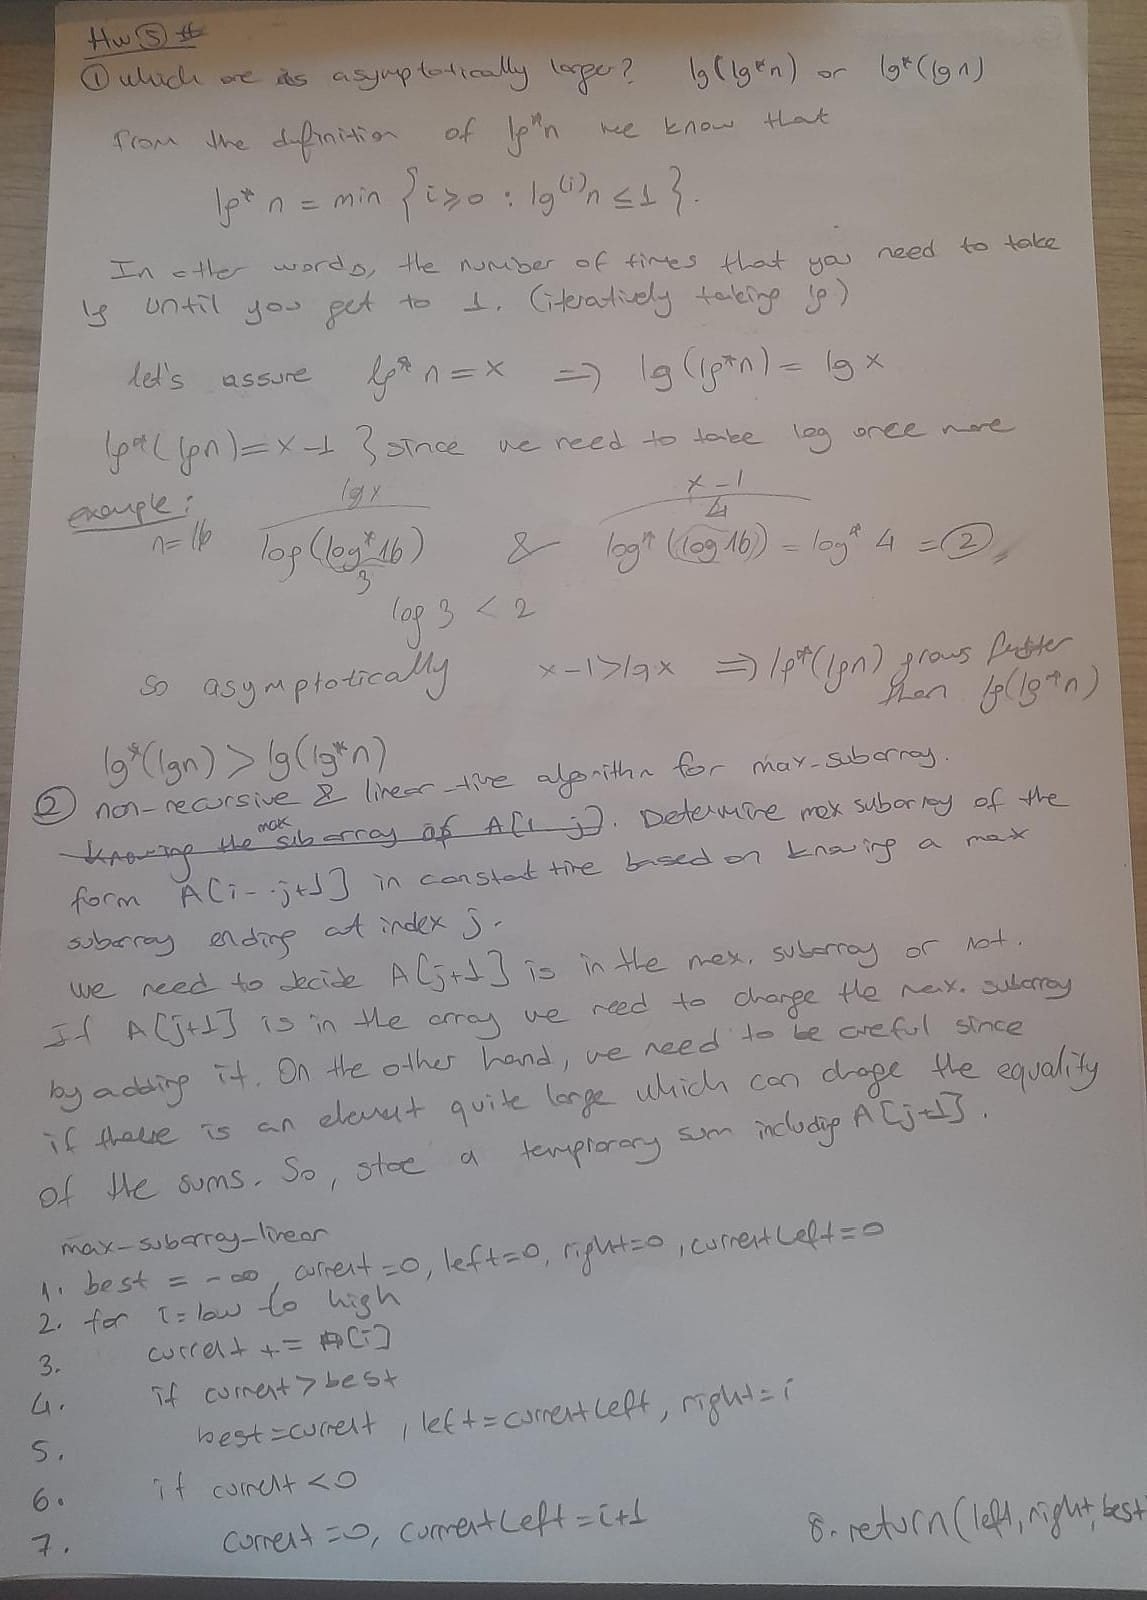 Hw ⑤
① which one is asymptotically larger? lg(lg*n) or lg*(lg n)
from the definition of lg*n we know that
lg* n = min {i≥0 : lg⁽ⁱ⁾n ≤ 1}.
In other words, the number of times that you need to take
lg until you get to 1. (iteratively taking lg)
let's assure lg* n = x => lg(lg*n) = lg x
lg*(lgn) = x-1 } since we need to take log once more
example:
n=16 lgx log(log*16) 3 & x-1 4 log*(log16) = log* 4 = ②
log 3 < 2
so asymptotically x-1>lgx => lg*(lgn) grows faster
than lg(lg*n)
lg*(lgn) > lg(lg*n)
② non-recursive & linear-time algorithm for max-subarray.
Knowing the max subarray of A[1 j]. Determine max subarray of the
form A[i--j+1] in constant time based on knowing a max
subarray ending at index j.
we need to decide A[j+1] is in the max. subarray or not.
If A[j+1] is in the array we need to change the max. subarray
by adding it. On the other hand, we need to be careful since
if there is an element quite large which can chage the equality
of the sums. So, store a temprorary sum including A[j+1].
max-subarray-linear
1. best = -∞, current=0, left=0, right=0, currentLeft=0
2. for i=low to high
3. current += A[i]
4. if current>best
5. best=current, left=currentLeft, right=i
6. if current <0
7. current=0, currentLeft=i+1
8. return(left, right, best